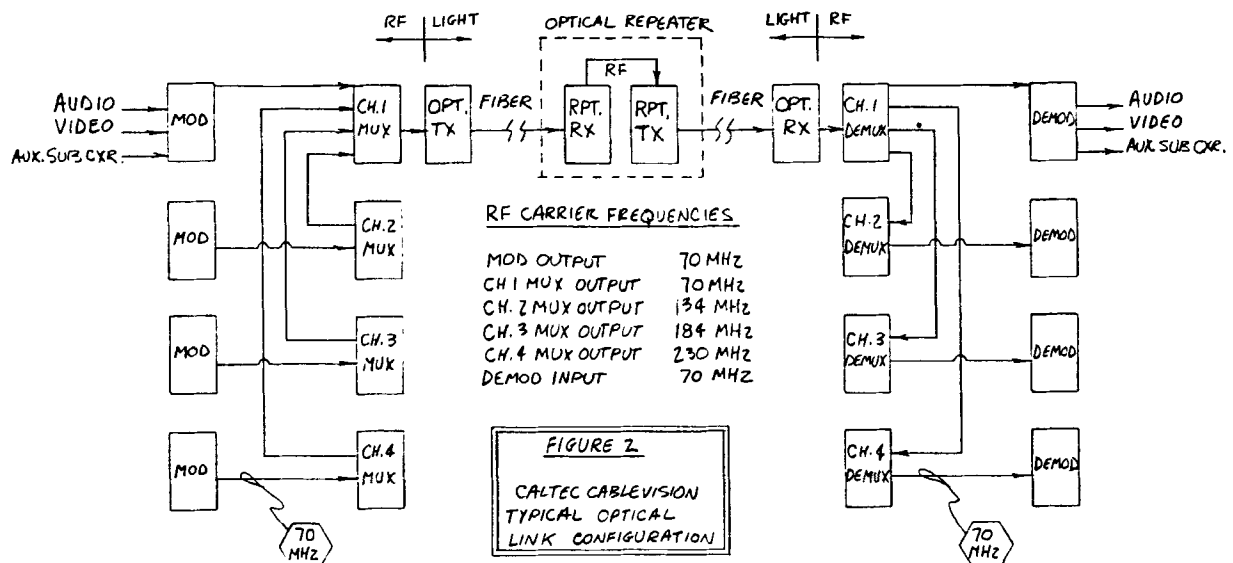 RF LIGHT
OPTICAL REPEATER
LIGHT RF
AUDIO
VIDEO
AUX. SUB CXR.
MOD
CH.1
MUX
OPT.
TX
FIBER
RF
RPT.
RX
RPT.
TX
FIBER
OPT.
RX
CH.1
DEMUX
DEMOD
AUDIO
VIDEO
AUX. SUB CXR.
MOD
CH.2
MUX
MOD
CH.3
MUX
MOD
CH.4
MUX
70
MHz
RF CARRIER FREQUENCIES
MOD OUTPUT 70 MHz
CH 1 MUX OUTPUT 70 MHz
CH. 2 MUX OUTPUT 134 MHz
CH. 3 MUX OUTPUT 184 MHz
CH. 4 MUX OUTPUT 230 MHz
DEMOD INPUT 70 MHz
FIGURE 2
CALTEC CABLEVISION
TYPICAL OPTICAL
LINK CONFIGURATION
CH.2
DEMUX
DEMOD
CH.3
DEMUX
DEMOD
CH.4
DEMUX
DEMOD
70
MHz